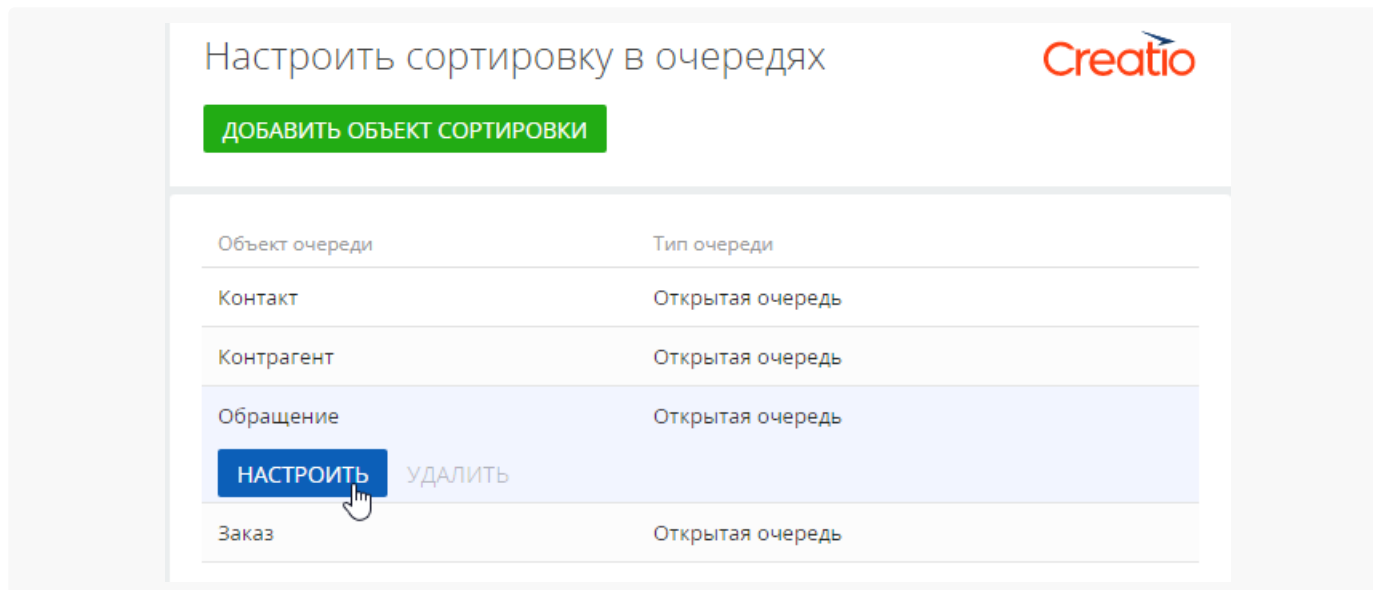 Настроить сортировку в очередях
Creatio
ДОБАВИТЬ ОБЪЕКТ СОРТИРОВКИ
Объект очереди Тип очереди
Контакт Открытая очередь
Контрагент Открытая очередь
Обращение Открытая очередь
НАСТРОИТЬ УДАЛИТЬ
Заказ Открытая очередь